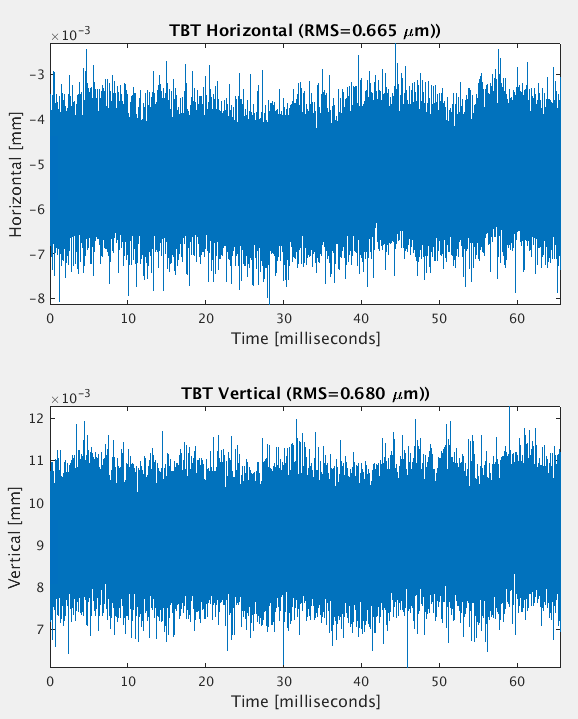 TBT Horizontal (RMS=0.665 μm))
×10⁻³
-3
-4
-5
-6
-7
-8
Horizontal [mm]
0 10 20 30 40 50 60
Time [milliseconds]
TBT Vertical (RMS=0.680 μm))
×10⁻³
12
11
10
9
8
7
Vertical [mm]
0 10 20 30 40 50 60
Time [milliseconds]